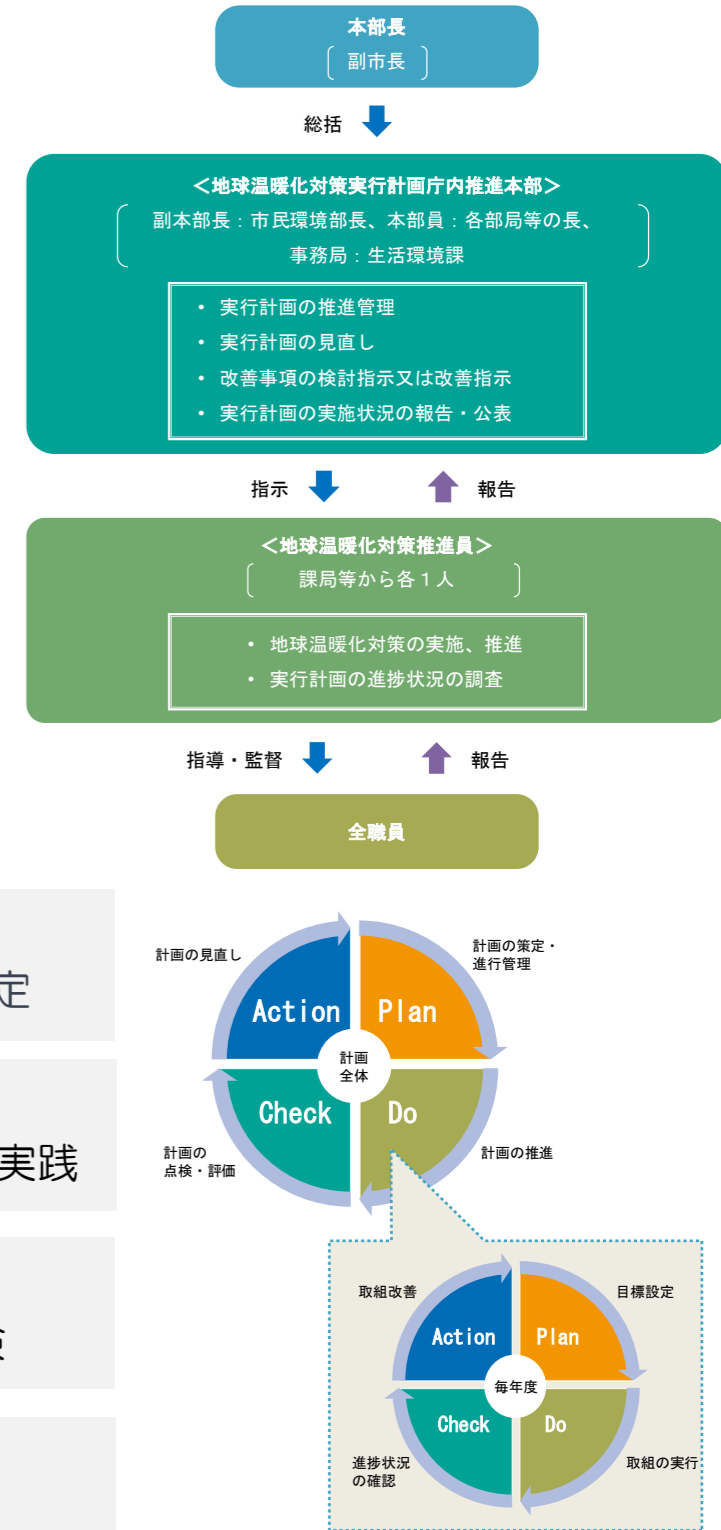 本部長
副市長
総括
＜地球温暖化対策実行計画庁内推進本部＞
副本部長：市民環境部長、本部員：各部局等の長、
事務局：生活環境課
・ 実行計画の推進管理
・ 実行計画の見直し
・ 改善事項の検討指示又は改善指示
・ 実行計画の実施状況の報告・公表
指示
報告
＜地球温暖化対策推進員＞
課局等から各１人
・ 地球温暖化対策の実施、推進
・ 実行計画の進捗状況の調査
指導・監督
報告
全職員
定
実践
計画の見直し
計画の策定・
進行管理
Action
Plan
計画
全体
Check
Do
計画の
点検・評価
計画の推進
取組改善
目標設定
Action
Plan
毎年度
Check
Do
進捗状況
の確認
取組の実行